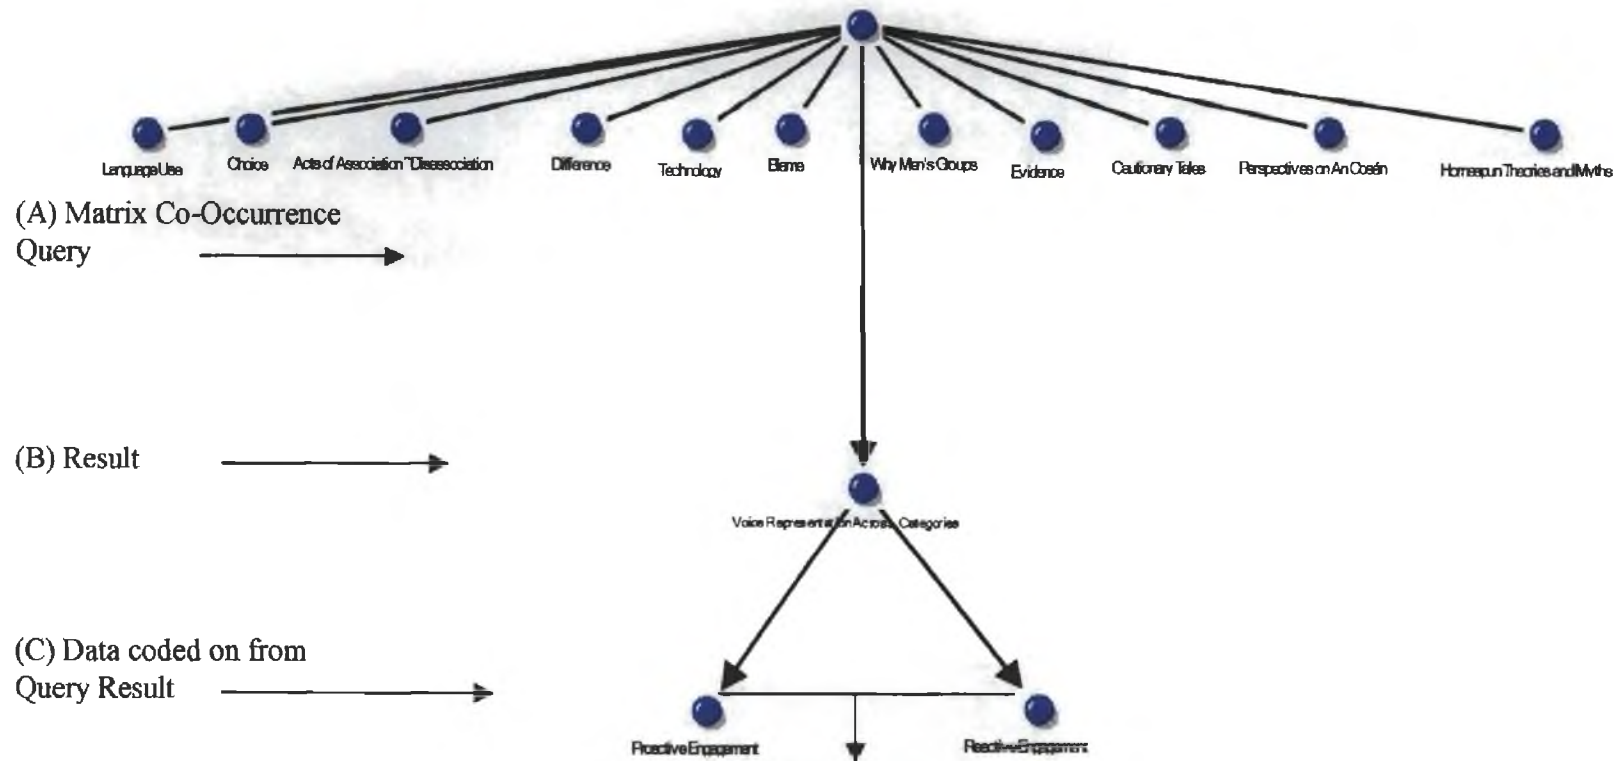 Language Use
Choice
Acts of Association ~Disassociation
Difference
Technology
Blame
Why Men's Groups
Evidence
Cautionary Tales
Perspectives on An Cosán
Homespun Theories and Myths
(A) Matrix Co-Occurrence
Query
(B) Result
Voice Representation Across Categories
(C) Data coded on from
Query Result
Proactive Engagement
Reactive Engagement